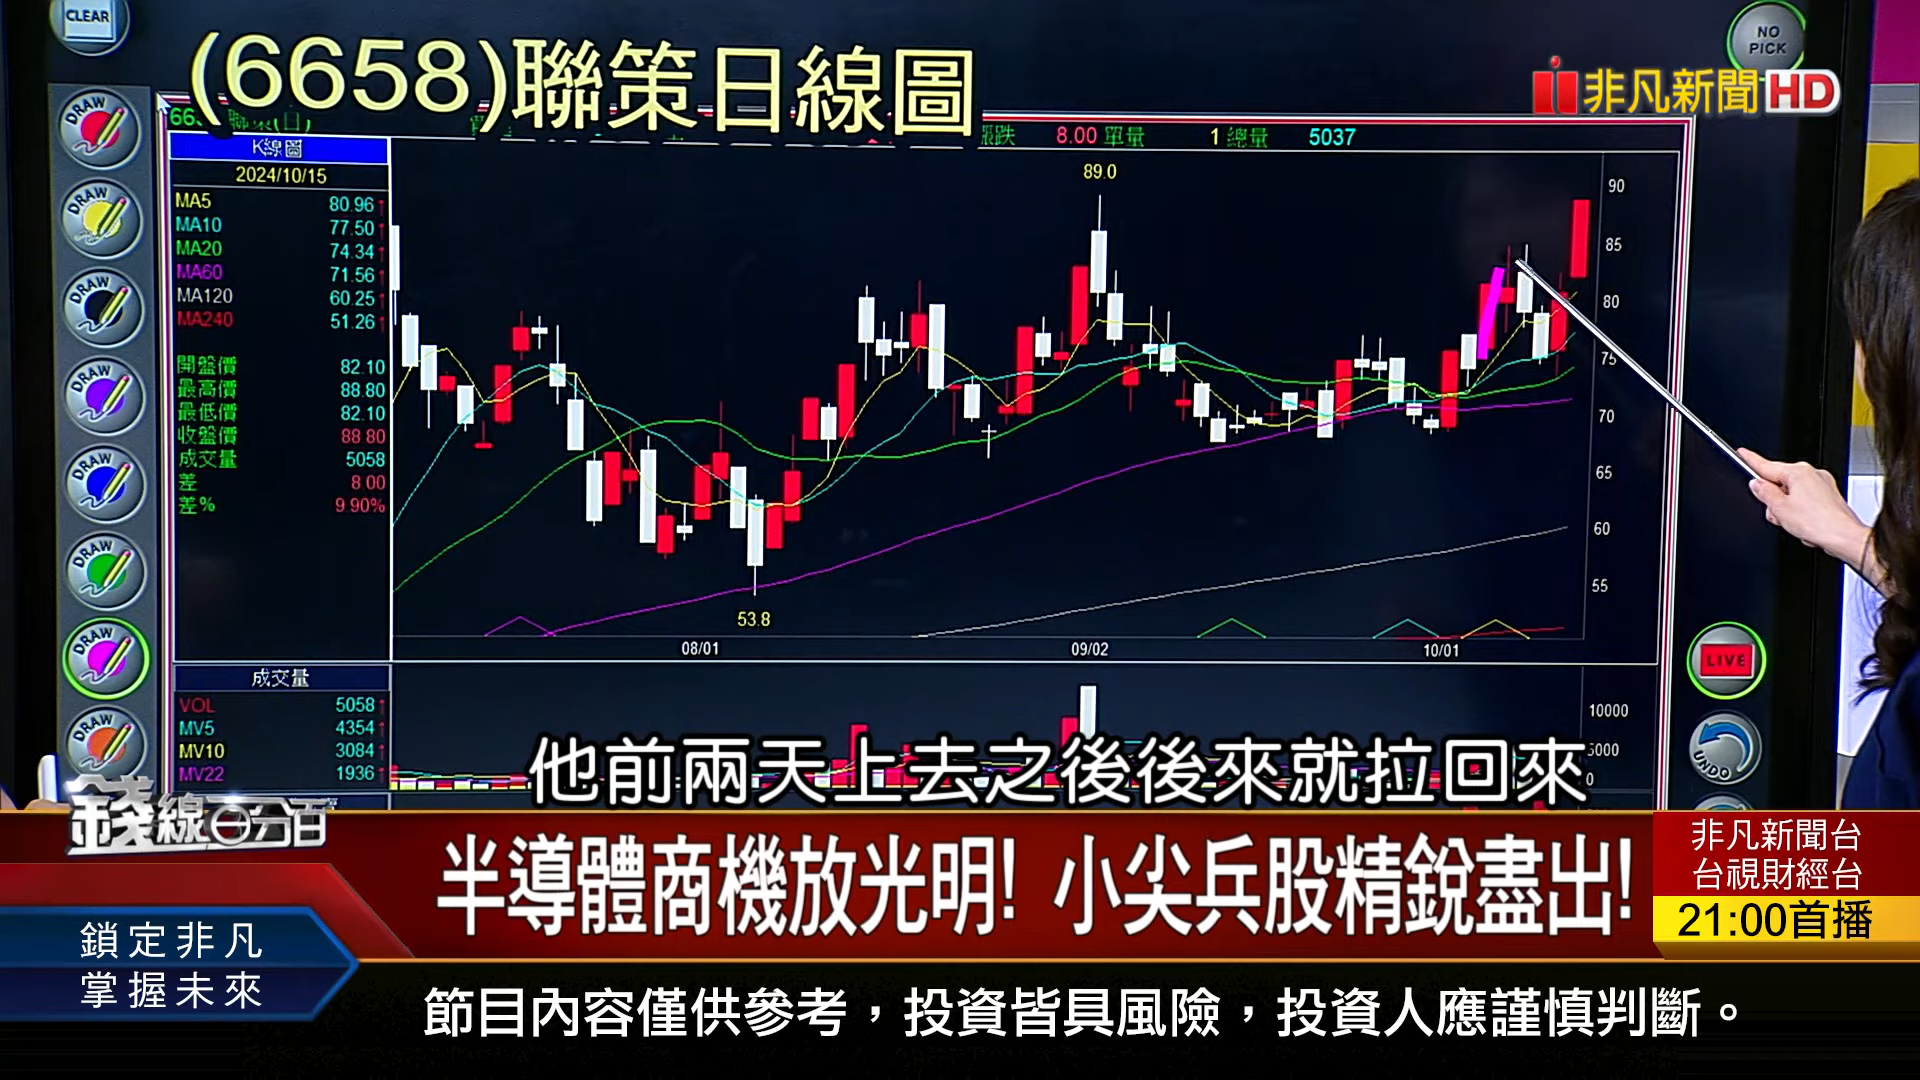 CLEAR
(6658)聯策日線圖
NO PICK
非凡新聞HD
漲跌 8.00 單量 1 總量 5037
K線圖
2024/10/15
MA5 80.96↑
MA10 77.50↑
MA20 74.34↑
MA60 71.56↑
MA120 60.25↑
MA240 51.26↑
開盤價 82.10
最高價 88.80
最低價 82.10
收盤價 88.80
成交量 5058
差 8.00
差% 9.90%
89.0
53.8
90
85
80
75
70
65
60
55
08/01 09/02 10/01
成交量
VOL 5058↑
MV5 4354↑
MV10 3084↑
MV22 1936↑
10000
5000
0
DRAW
DRAW
DRAW
DRAW
DRAW
DRAW
DRAW
DRAW
LIVE
UNDO
他前兩天上去之後後來就拉回來
錢線百分百
半導體商機放光明! 小尖兵股精銳盡出!
非凡新聞台
台視財經台
21:00首播
鎖定非凡
掌握未來
節目內容僅供參考，投資皆具風險，投資人應謹慎判斷。